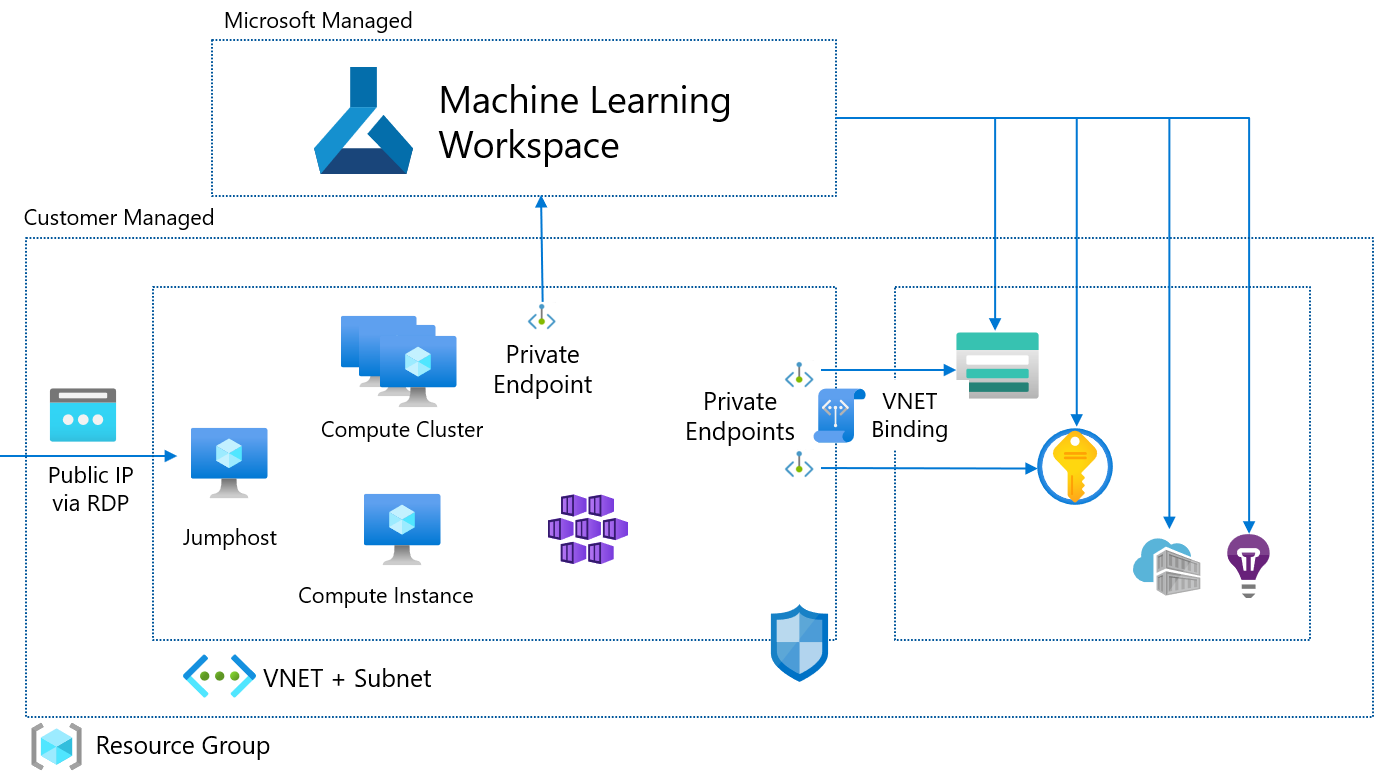 Microsoft Managed
Machine Learning
Workspace
Customer Managed
Private
Endpoint
Compute Cluster
Private
Endpoints
VNET
Binding
Public IP
via RDP
Jumphost
Compute Instance
VNET + Subnet
Resource Group